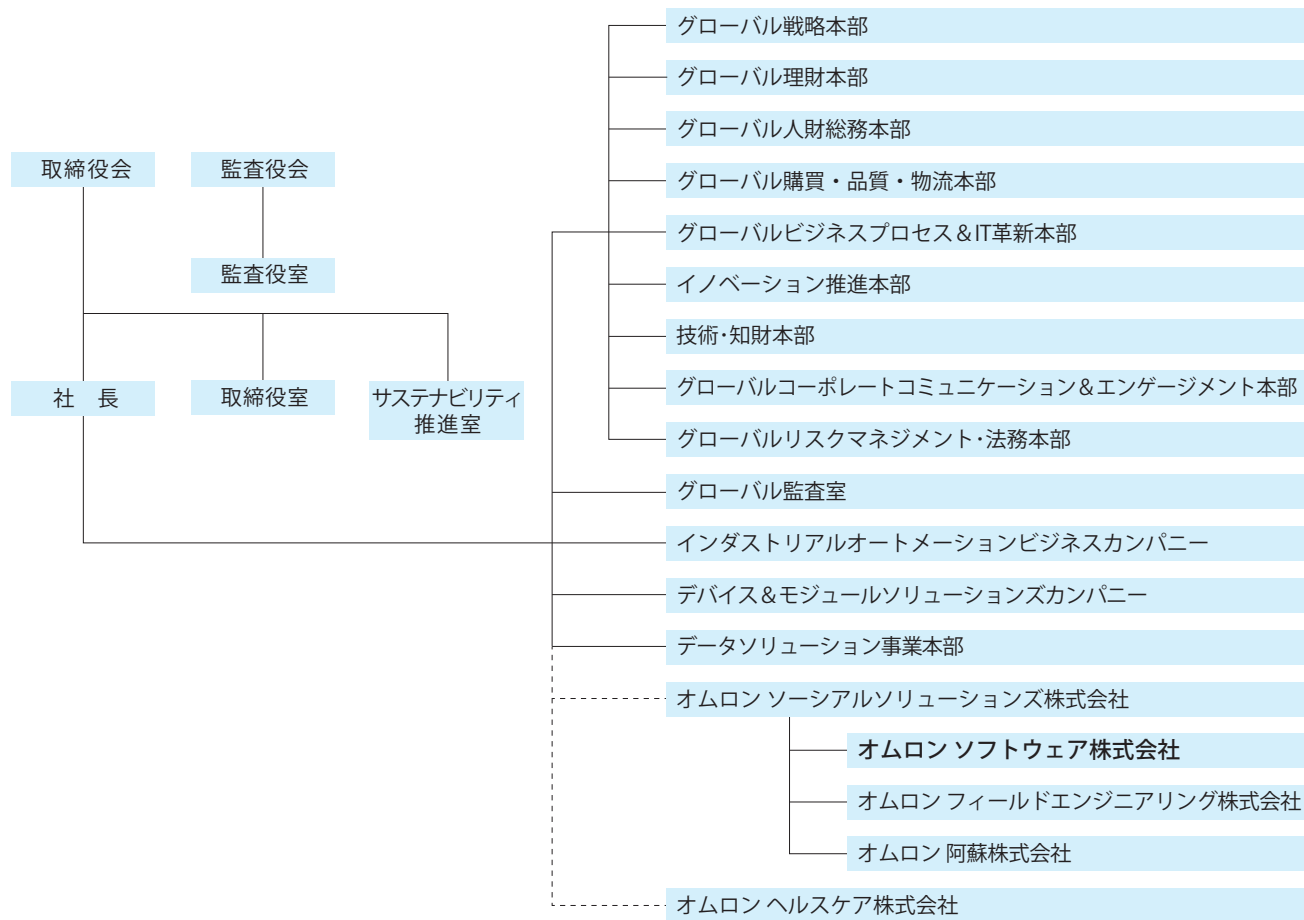 取締役会
監査役会
監査役室
社　長
取締役室
サステナビリティ
推進室
グローバル戦略本部
グローバル理財本部
グローバル人財総務本部
グローバル購買・品質・物流本部
グローバルビジネスプロセス＆IT革新本部
イノベーション推進本部
技術・知財本部
グローバルコーポレートコミュニケーション＆エンゲージメント本部
グローバルリスクマネジメント・法務本部
グローバル監査室
インダストリアルオートメーションビジネスカンパニー
デバイス＆モジュールソリューションズカンパニー
データソリューション事業本部
オムロン ソーシアルソリューションズ株式会社
オムロン ソフトウェア株式会社
オムロン フィールドエンジニアリング株式会社
オムロン 阿蘇株式会社
オムロン ヘルスケア株式会社